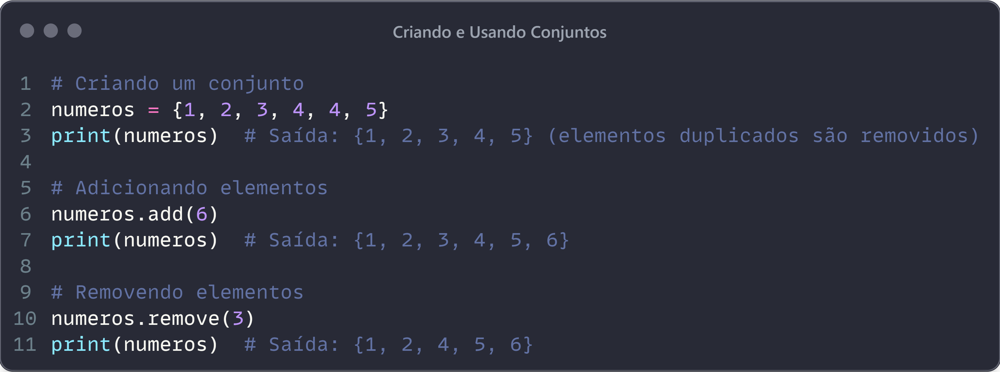 Criando e Usando Conjuntos
1 # Criando um conjunto
2 numeros = {1, 2, 3, 4, 4, 5}
3 print(numeros)  # Saída: {1, 2, 3, 4, 5} (elementos duplicados são removidos)
4
5 # Adicionando elementos
6 numeros.add(6)
7 print(numeros)  # Saída: {1, 2, 3, 4, 5, 6}
8
9 # Removendo elementos
10 numeros.remove(3)
11 print(numeros)  # Saída: {1, 2, 4, 5, 6}